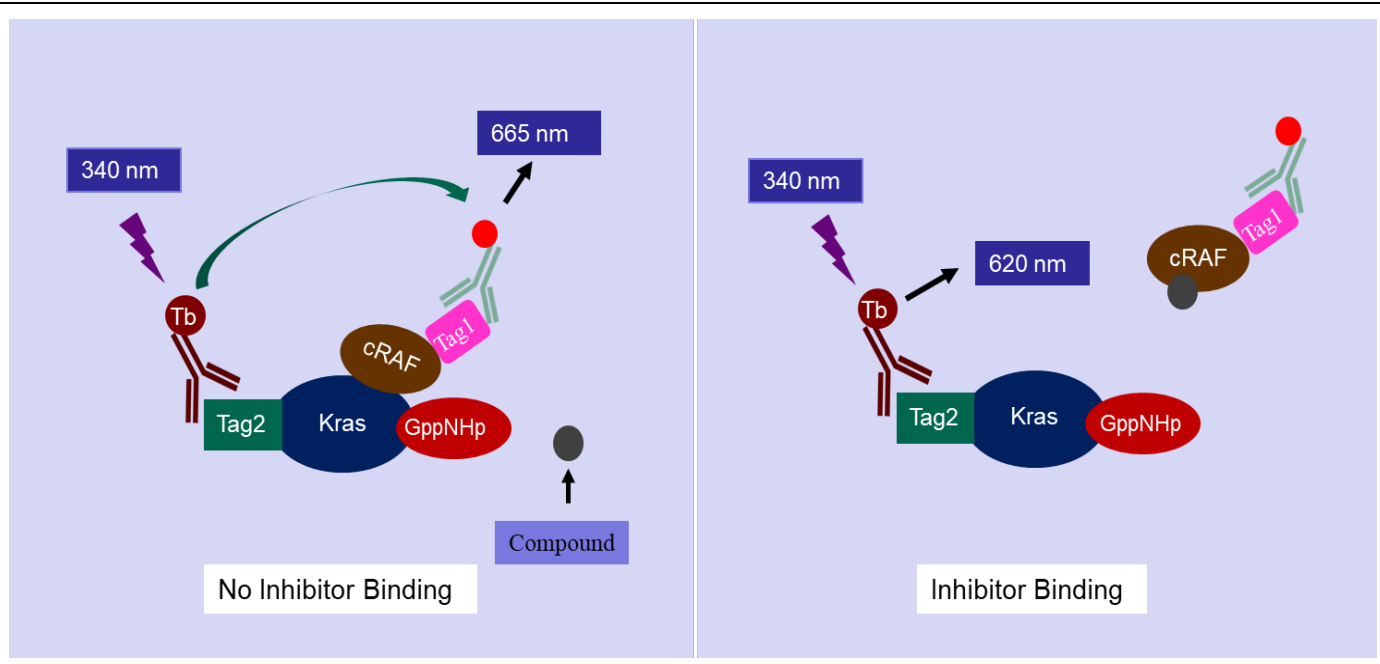 665 nm
340 nm
Tb
cRAF
Tag1
Tag2
Kras
GppNHp
Compound
No Inhibitor Binding
340 nm
620 nm
Tb
cRAF
Tag1
Tag2
Kras
GppNHp
Inhibitor Binding